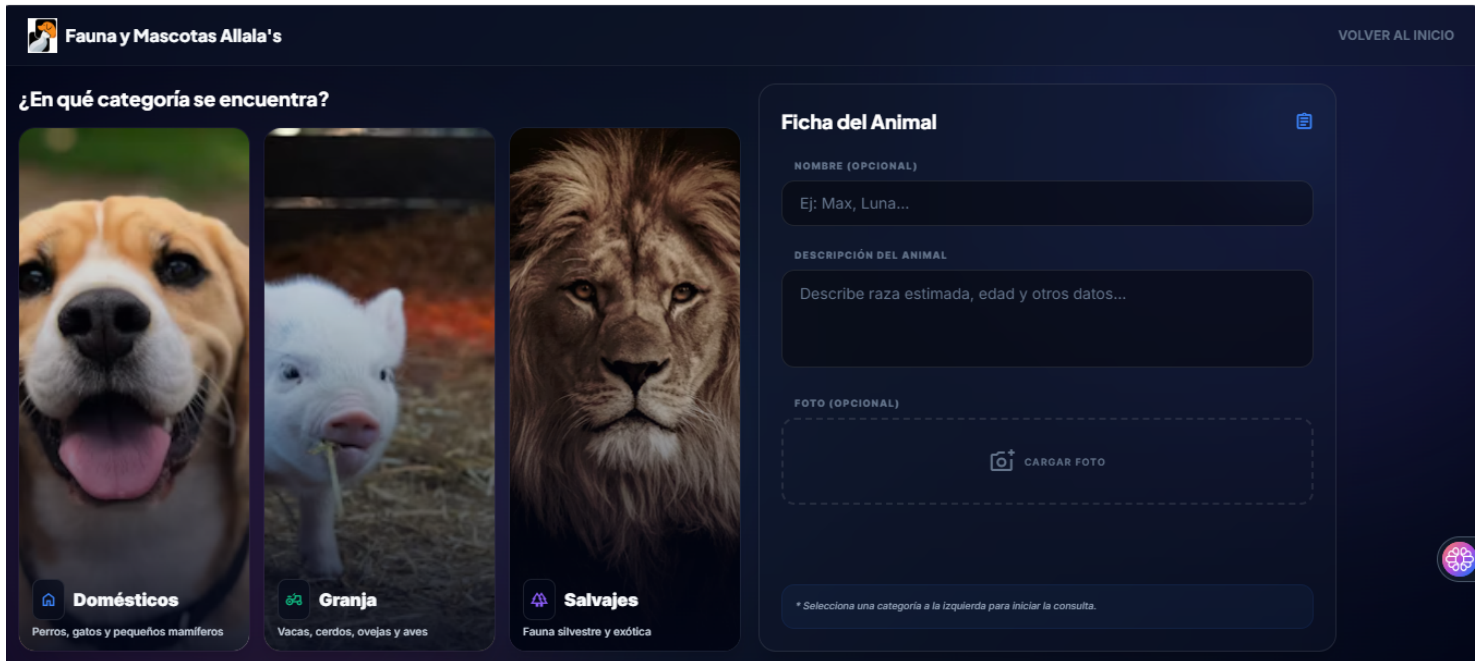 Fauna y Mascotas Allala's
VOLVER AL INICIO
¿En qué categoría se encuentra?
Domésticos
Perros, gatos y pequeños mamíferos
Granja
Vacas, cerdos, ovejas y aves
Salvajes
Fauna silvestre y exótica
Ficha del Animal
NOMBRE (OPCIONAL)
Ej: Max, Luna...
DESCRIPCIÓN DEL ANIMAL
Describe raza estimada, edad y otros datos...
FOTO (OPCIONAL)
CARGAR FOTO
* Selecciona una categoría a la izquierda para iniciar la consulta.